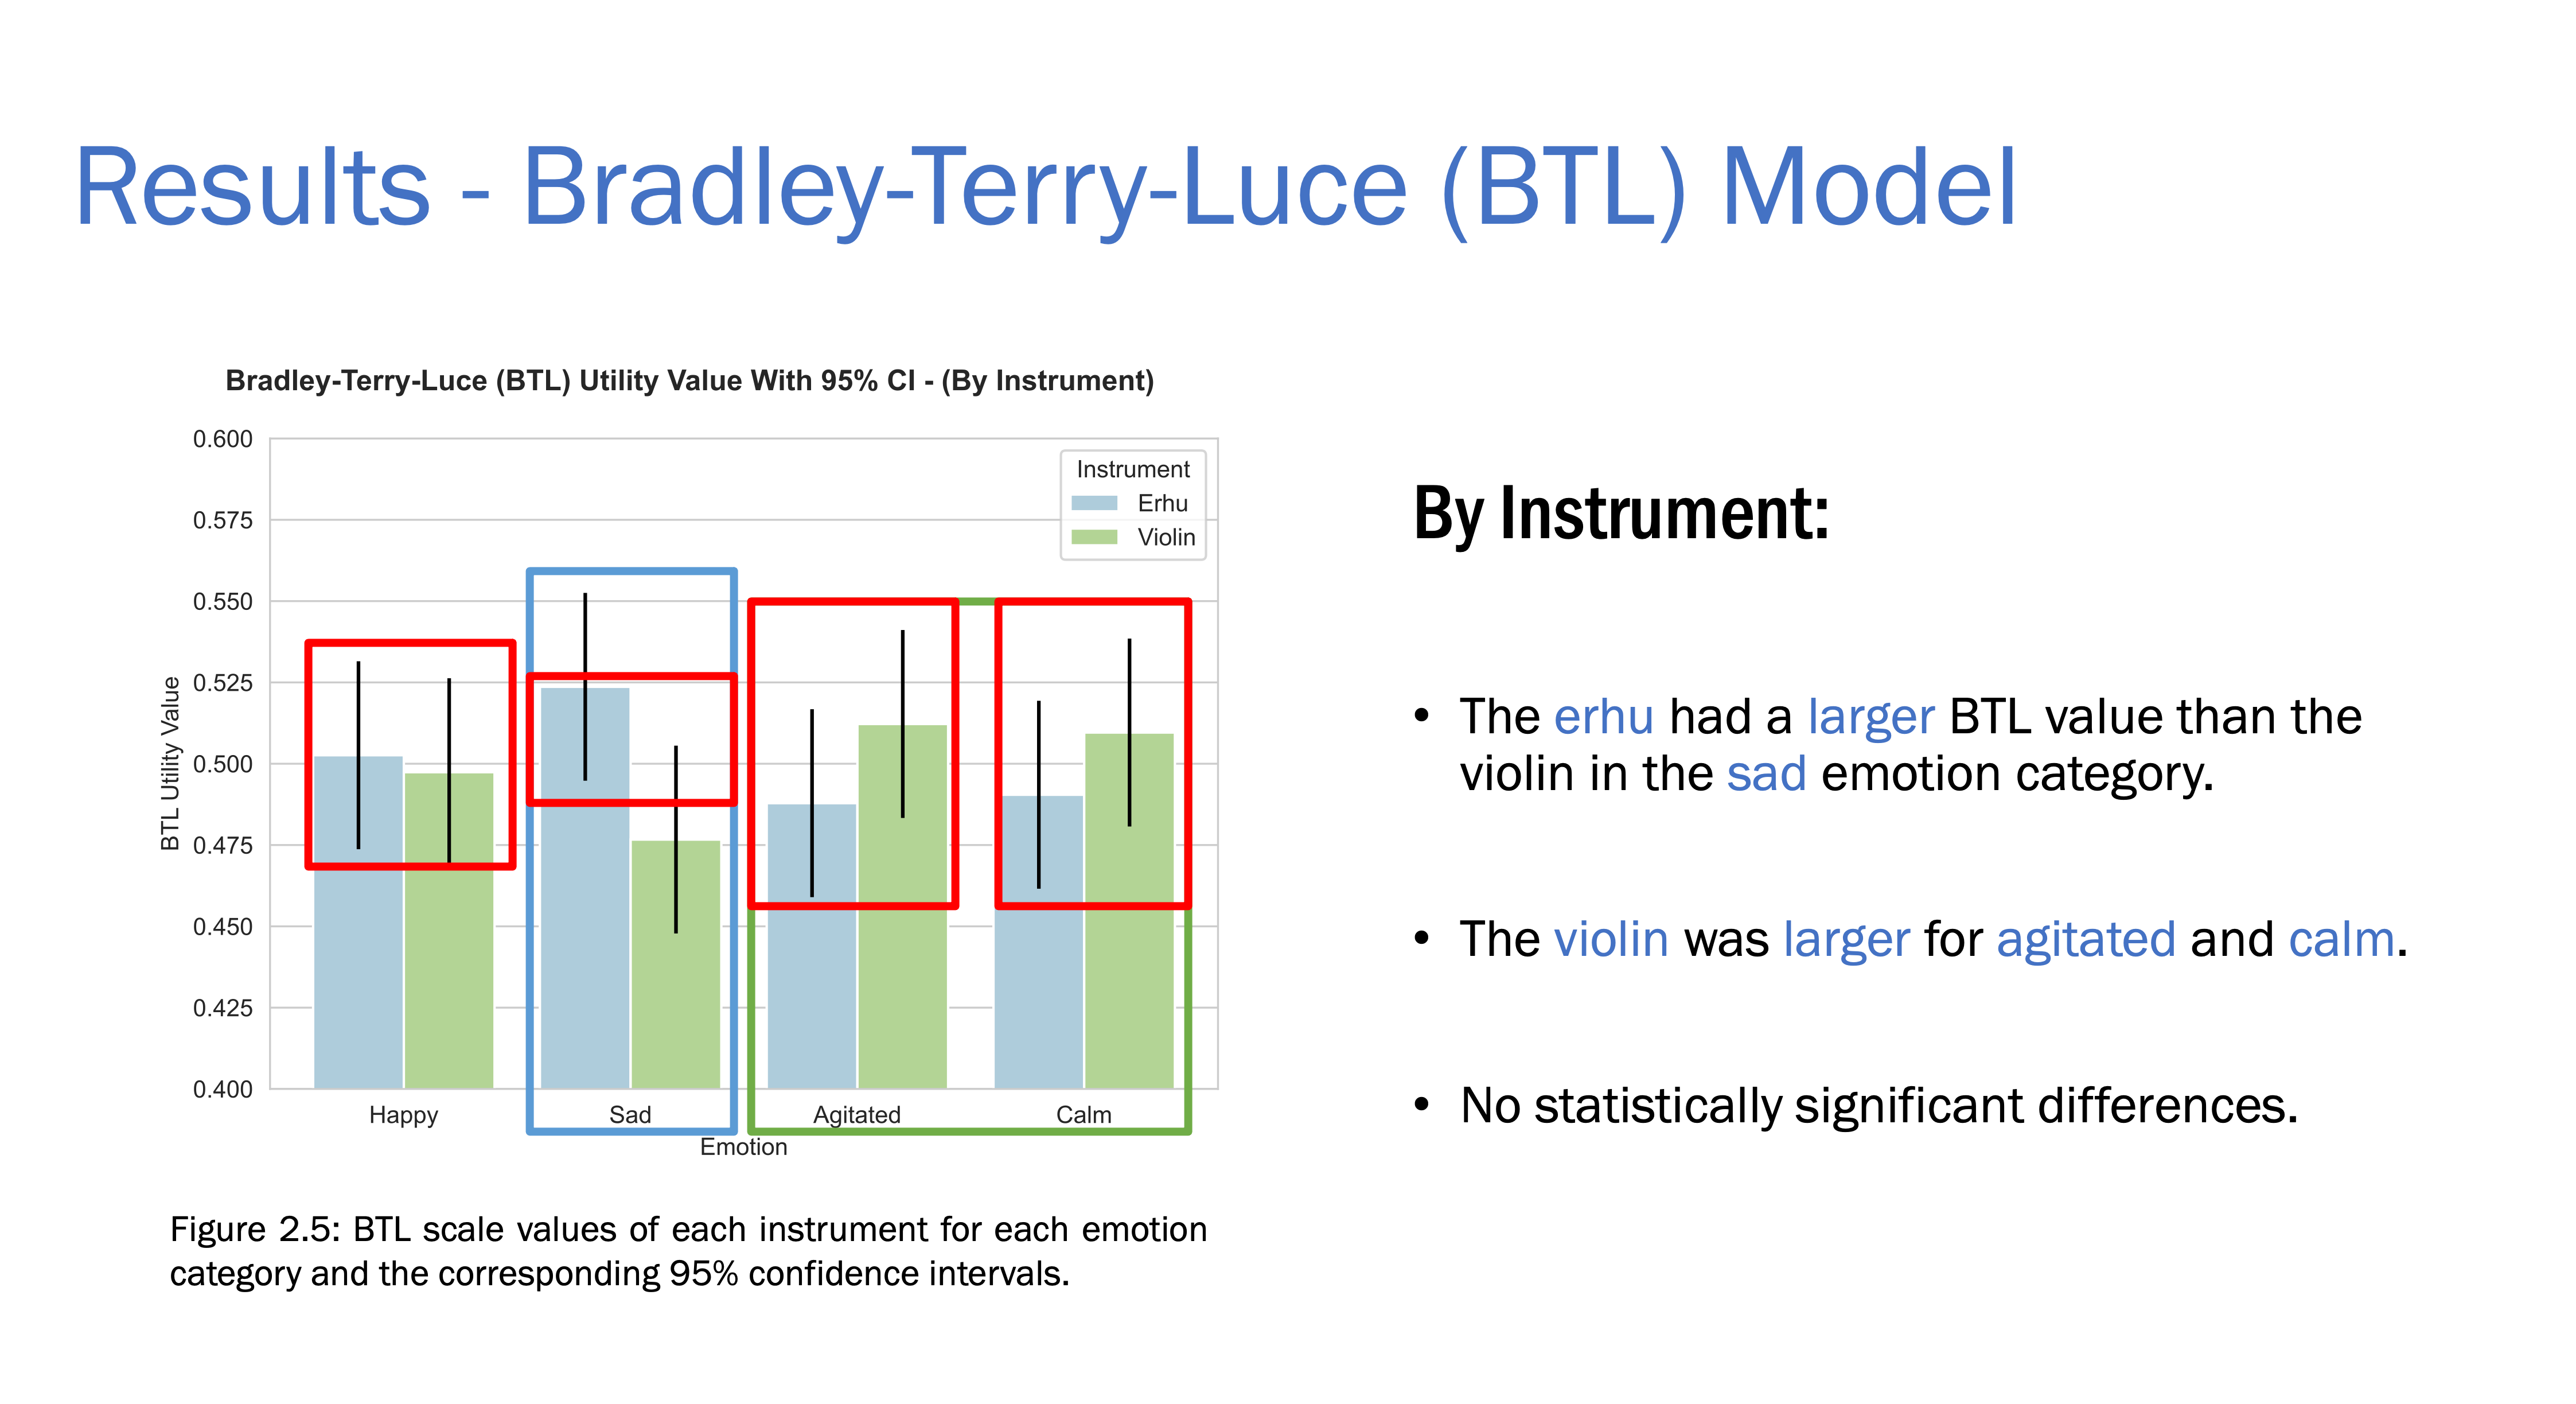 Results - Bradley-Terry-Luce (BTL) Model
Bradley-Terry-Luce (BTL) Utility Value With 95% CI - (By Instrument)
0.600
0.575
0.550
0.525
0.500
0.475
0.450
0.425
0.400
BTL Utility Value
Instrument
Erhu
Violin
Happy
Sad
Agitated
Calm
Emotion
Figure 2.5: BTL scale values of each instrument for each emotion
category and the corresponding 95% confidence intervals.
By Instrument:
• The erhu had a larger BTL value than the
violin in the sad emotion category.
• The violin was larger for agitated and calm.
• No statistically significant differences.